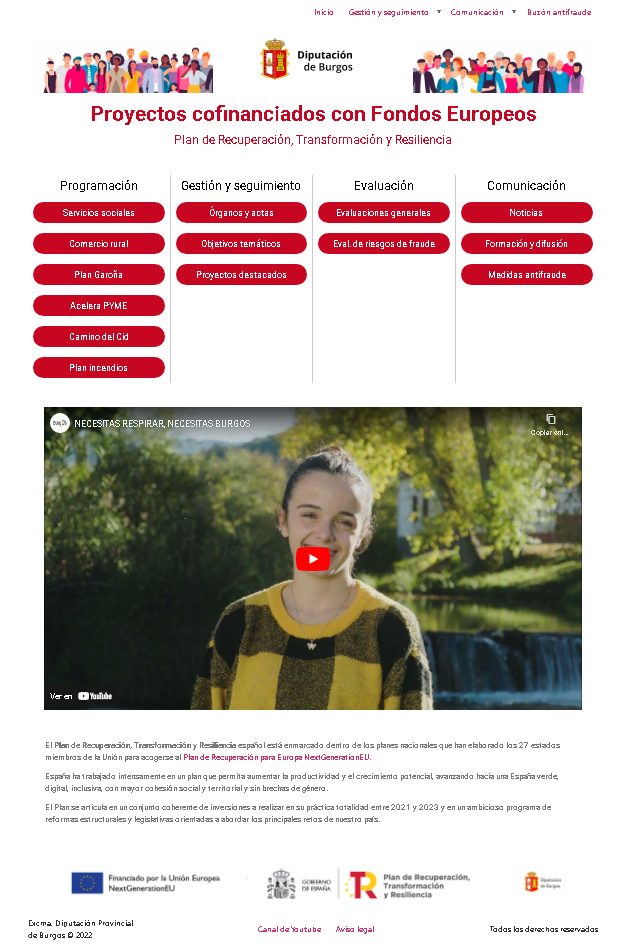 Inicio Gestión y seguimiento Comunicación Buzón antifraude
Diputación
de Burgos
Proyectos cofinanciados con Fondos Europeos
Plan de Recuperación, Transformación y Resiliencia
Programación
Servicios sociales
Comercio rural
Plan Garoña
Acelera PYME
Camino del Cid
Plan incendios
Gestión y seguimiento
Órganos y actas
Objetivos temáticos
Proyectos destacados
Evaluación
Evaluaciones generales
Eval. de riesgos de fraude
Comunicación
Noticias
Formación y difusión
Medidas antifraude
NECESITAS RESPIRAR, NECESITAS BURGOS
Copiar enl...
Ver en YouTube
El Plan de Recuperación, Transformación y Resiliencia español está enmarcado dentro de los planes nacionales que han elaborado los 27 estados
miembros de la Unión para acogerse al Plan de Recuperación para Europa NextGenerationEU.
España ha trabajado intensamente en un plan que permita aumentar la productividad y el crecimiento potencial, avanzando hacia una España verde,
digital, inclusiva, con mayor cohesión social y territorial y sin brechas de género.
El Plan se articula en un conjunto coherente de inversiones a realizar en su práctica totalidad entre 2021 y 2023 y en un ambicioso programa de
reformas estructurales y legislativas orientadas a abordar los principales retos de nuestro país.
Financiado por la Unión Europea
NextGenerationEU
GOBIERNO
DE ESPAÑA
Plan de Recuperación,
Transformación
y Resiliencia
Diputación
de Burgos
Excma. Diputación Provincial
de Burgos © 2022
Canal de Youtube Aviso legal
Todos los derechos reservados